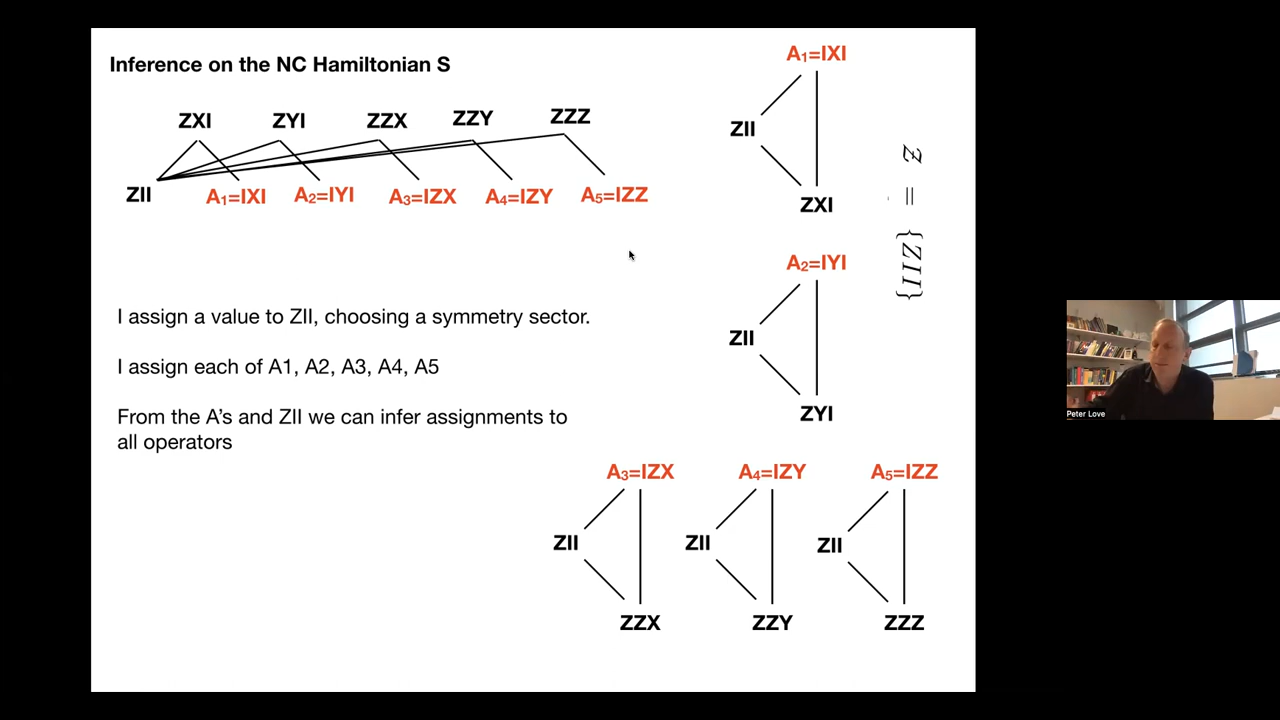 Inference on the NC Hamiltonian S
ZXI ZYI ZZX ZZY ZZZ
ZII A₁=IXI A₂=IYI A₃=IZX A₄=IZY A₅=IZZ
I assign a value to ZII, choosing a symmetry sector.
I assign each of A1, A2, A3, A4, A5
From the A’s and ZII we can infer assignments to
all operators
A₁=IXI
ZII
ZXI
A₂=IYI
ZII
ZYI
Z = {ZII}
A₃=IZX A₄=IZY A₅=IZZ
ZII ZII ZII
ZZX ZZY ZZZ
Peter Love